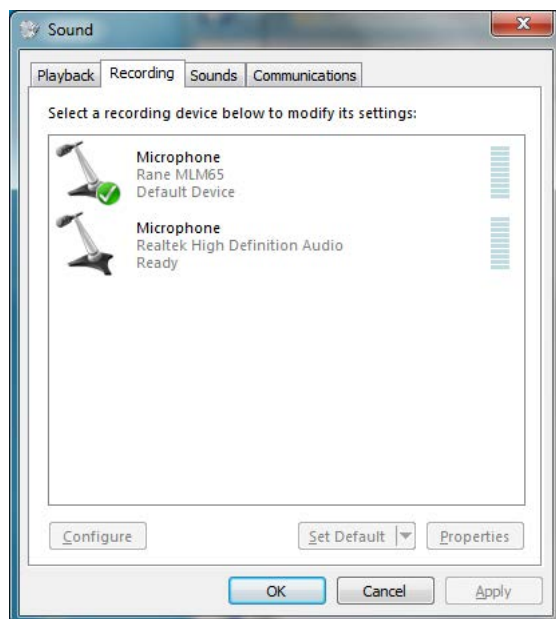 Sound
Playback Recording Sounds Communications
Select a recording device below to modify its settings:
Microphone
Rane MLM65
Default Device
Microphone
Realtek High Definition Audio
Ready
Configure Set Default Properties
OK Cancel Apply